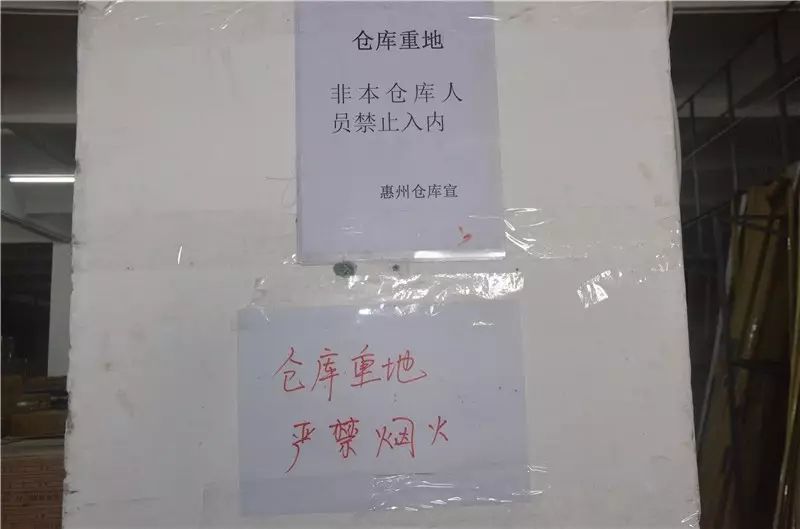 仓库重地
非本仓库人
员禁止入内
惠州仓库宣
仓库重地
严禁烟火